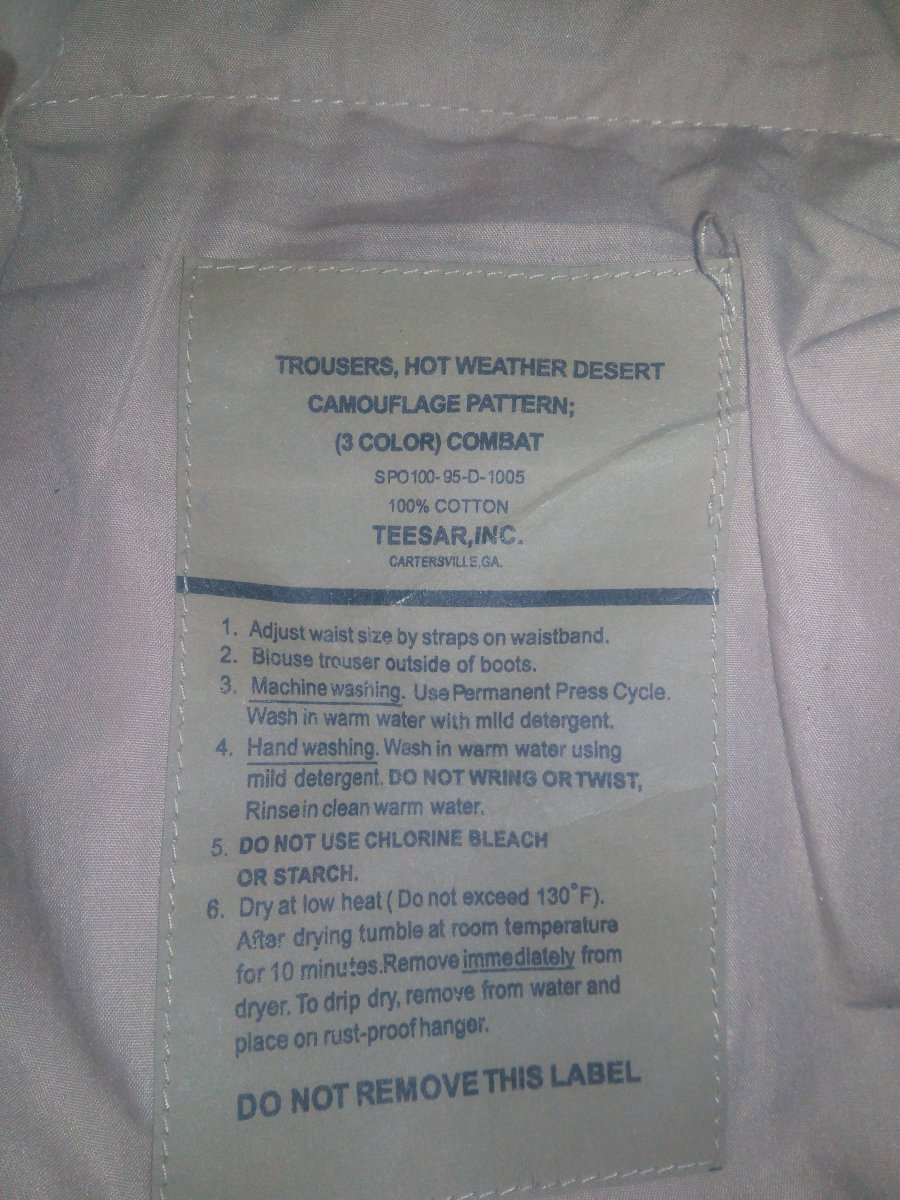 TROUSERS, HOT WEATHER DESERT
CAMOUFLAGE PATTERN;
(3 COLOR) COMBAT
SPO100-95-D-1005
100% COTTON
TEESAR,INC.
CARTERSVILLE,GA.
1. Adjust waist size by straps on waistband.
2. Blouse trouser outside of boots.
3. Machine washing. Use Permanent Press Cycle.
Wash in warm water with mild detergent.
4. Hand washing. Wash in warm water using
mild detergent. DO NOT WRING OR TWIST,
Rinse in clean warm water.
5. DO NOT USE CHLORINE BLEACH
OR STARCH.
6. Dry at low heat ( Do not exceed 130°F).
After drying tumble at room temperature
for 10 minutes.Remove immediately from
dryer. To drip dry, remove from water and
place on rust-proof hanger.
DO NOT REMOVE THIS LABEL